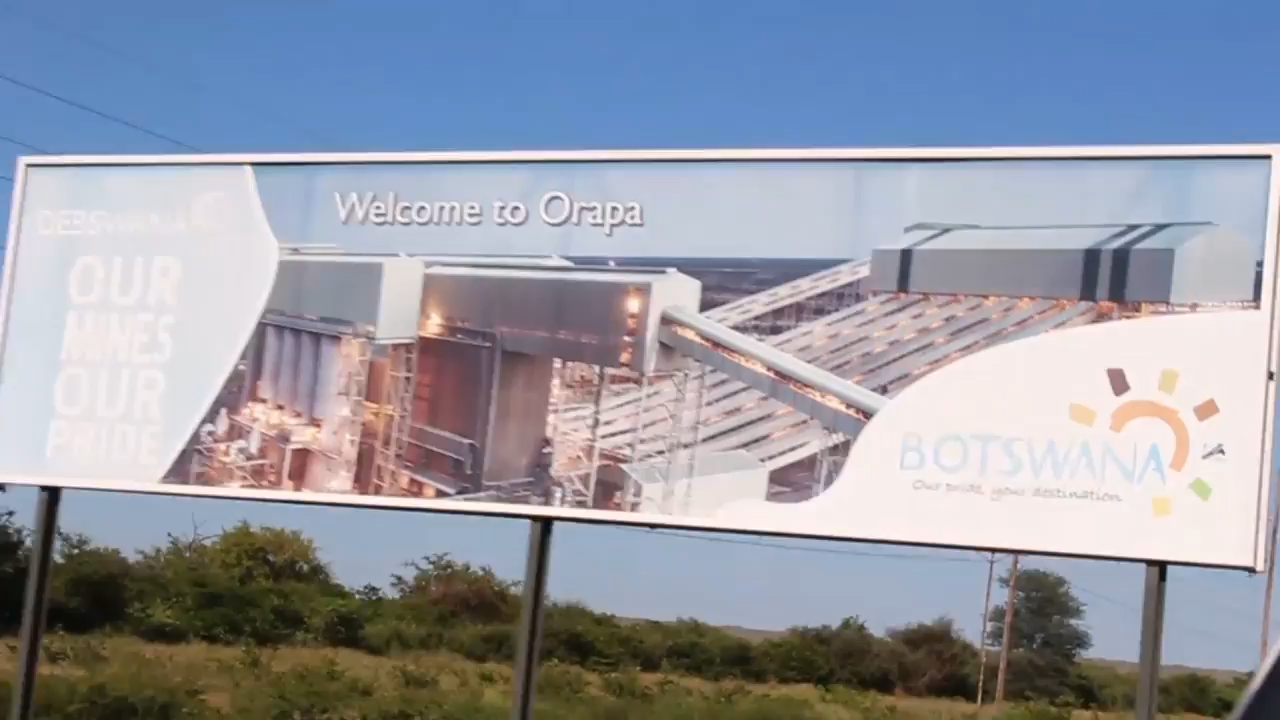 Welcome to Orapa
DEBSWANA
OUR
MINES
OUR
PRIDE
BOTSWANA
Our pride, your destination